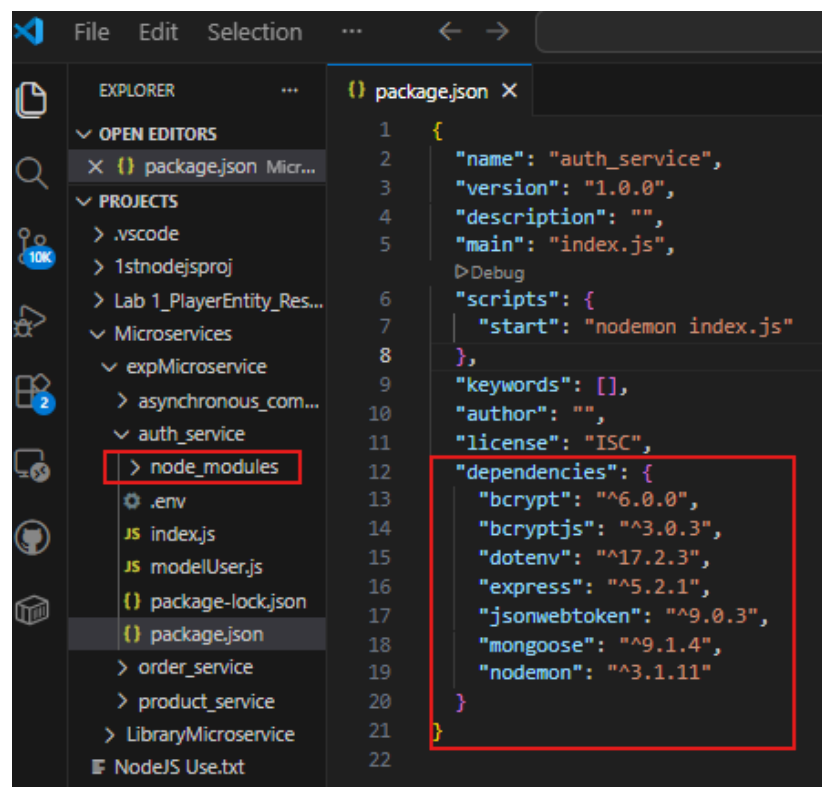 File Edit Selection ...
EXPLORER ...
OPEN EDITORS
{} package.json Micr...
PROJECTS
.vscode
1stnodejsproj
Lab 1_PlayerEntity_Res...
Microservices
expMicroservice
asynchronous_com...
auth_service
node_modules
.env
JS index.js
JS modelUser.js
{} package-lock.json
{} package.json
order_service
product_service
LibraryMicroservice
NodeJS Use.txt
10K
2
{} package.json
1 {
2 "name": "auth_service",
3 "version": "1.0.0",
4 "description": "",
5 "main": "index.js",
Debug
6 "scripts": {
7 "start": "nodemon index.js"
8 },
9 "keywords": [],
10 "author": "",
11 "license": "ISC",
12 "dependencies": {
13 "bcrypt": "^6.0.0",
14 "bcryptjs": "^3.0.3",
15 "dotenv": "^17.2.3",
16 "express": "^5.2.1",
17 "jsonwebtoken": "^9.0.3",
18 "mongoose": "^9.1.4",
19 "nodemon": "^3.1.11"
20 }
21 }
22